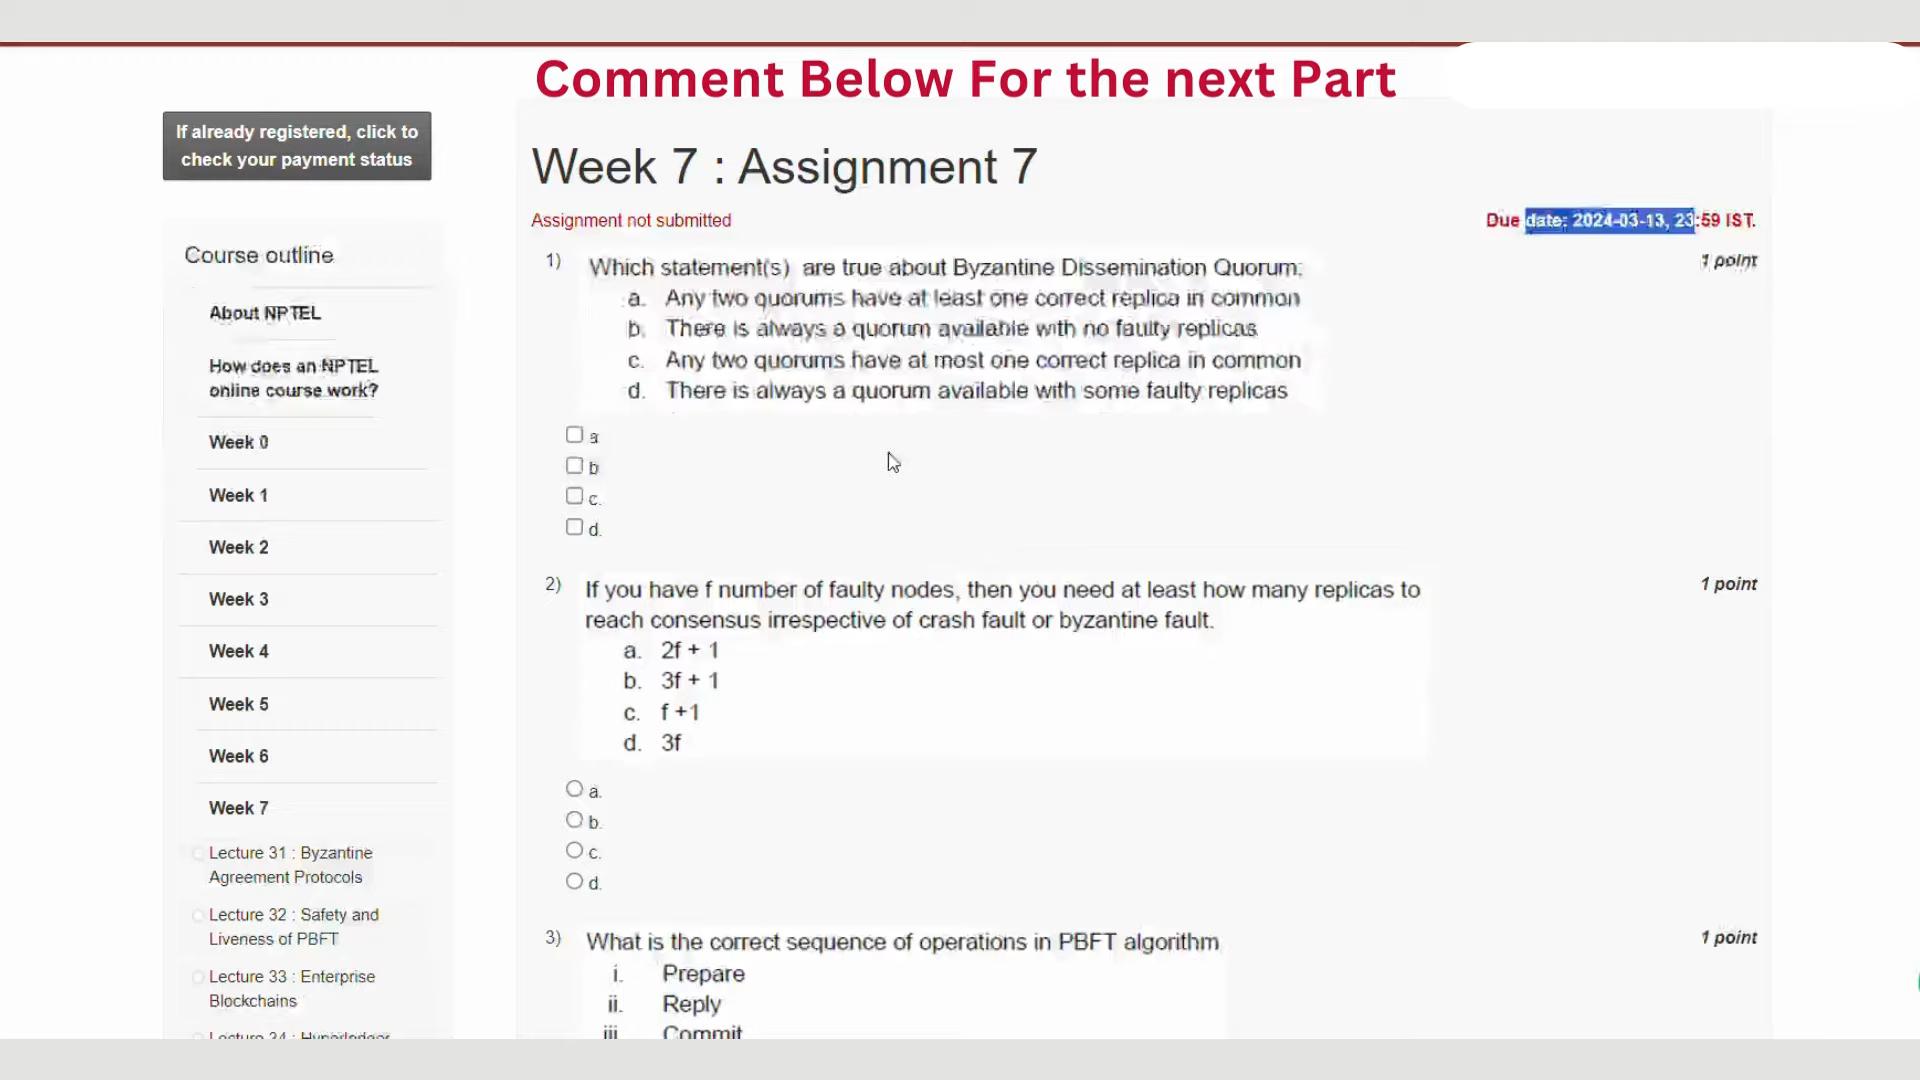 Comment Below For the next Part
If already registered, click to
check your payment status
Week 7 : Assignment 7
Assignment not submitted
Due date: 2024-03-13, 23:59 IST.
Course outline
About NPTEL
How does an NPTEL
online course work?
Week 0
Week 1
Week 2
Week 3
Week 4
Week 5
Week 6
Week 7
Lecture 31 : Byzantine
Agreement Protocols
Lecture 32 : Safety and
Liveness of PBFT
Lecture 33 : Enterprise
Blockchains
Lecture 34 : Hyperledger
1) Which statement(s) are true about Byzantine Dissemination Quorum:
1 point
a. Any two quorums have at least one correct replica in common
b. There is always a quorum available with no faulty replicas
c. Any two quorums have at most one correct replica in common
d. There is always a quorum available with some faulty replicas
a
b
c.
d.
2) If you have f number of faulty nodes, then you need at least how many replicas to
1 point
reach consensus irrespective of crash fault or byzantine fault.
a. 2f + 1
b. 3f + 1
c. f +1
d. 3f
a.
b.
c.
d.
3) What is the correct sequence of operations in PBFT algorithm
1 point
i. Prepare
ii. Reply
iii. Commit